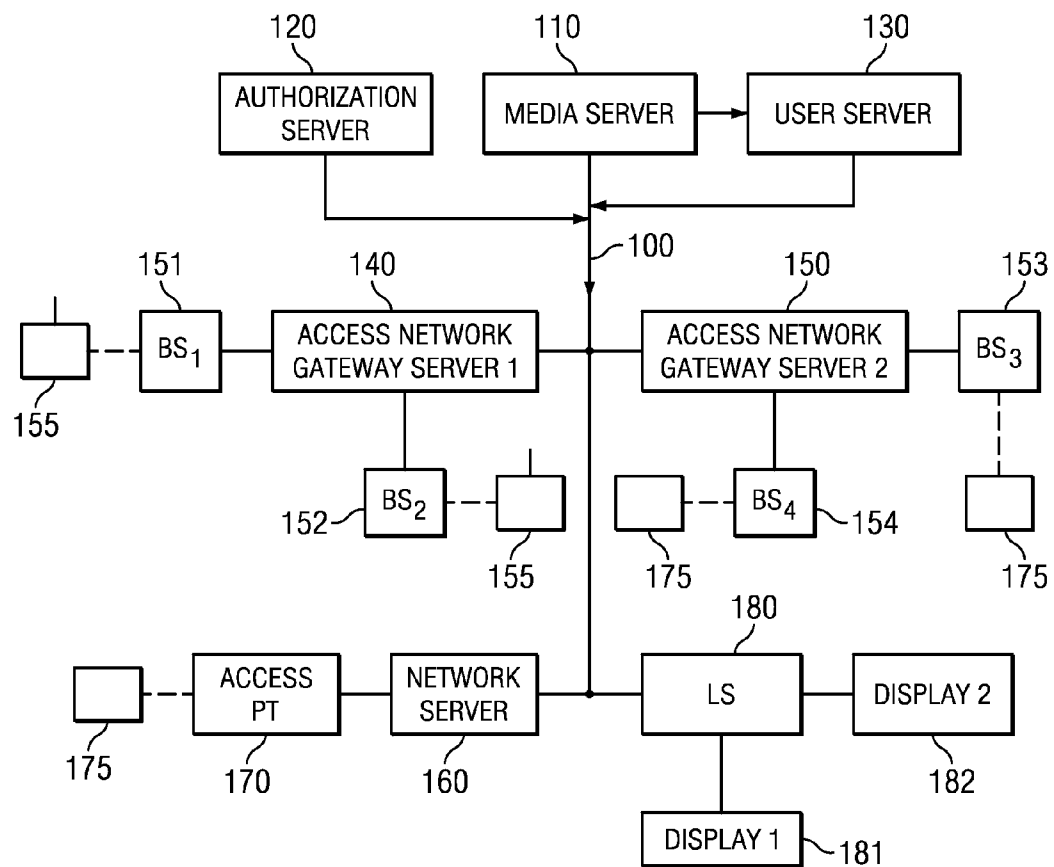 120
110
130
AUTHORIZATION
SERVER
MEDIA SERVER
USER SERVER
100
151
140
150
153
BS1
ACCESS NETWORK
GATEWAY SERVER 1
ACCESS NETWORK
GATEWAY SERVER 2
BS3
155
152
BS2
155
175
BS4
154
175
180
ACCESS
PT
NETWORK
SERVER
LS
DISPLAY 2
175
170
160
182
DISPLAY 1
181